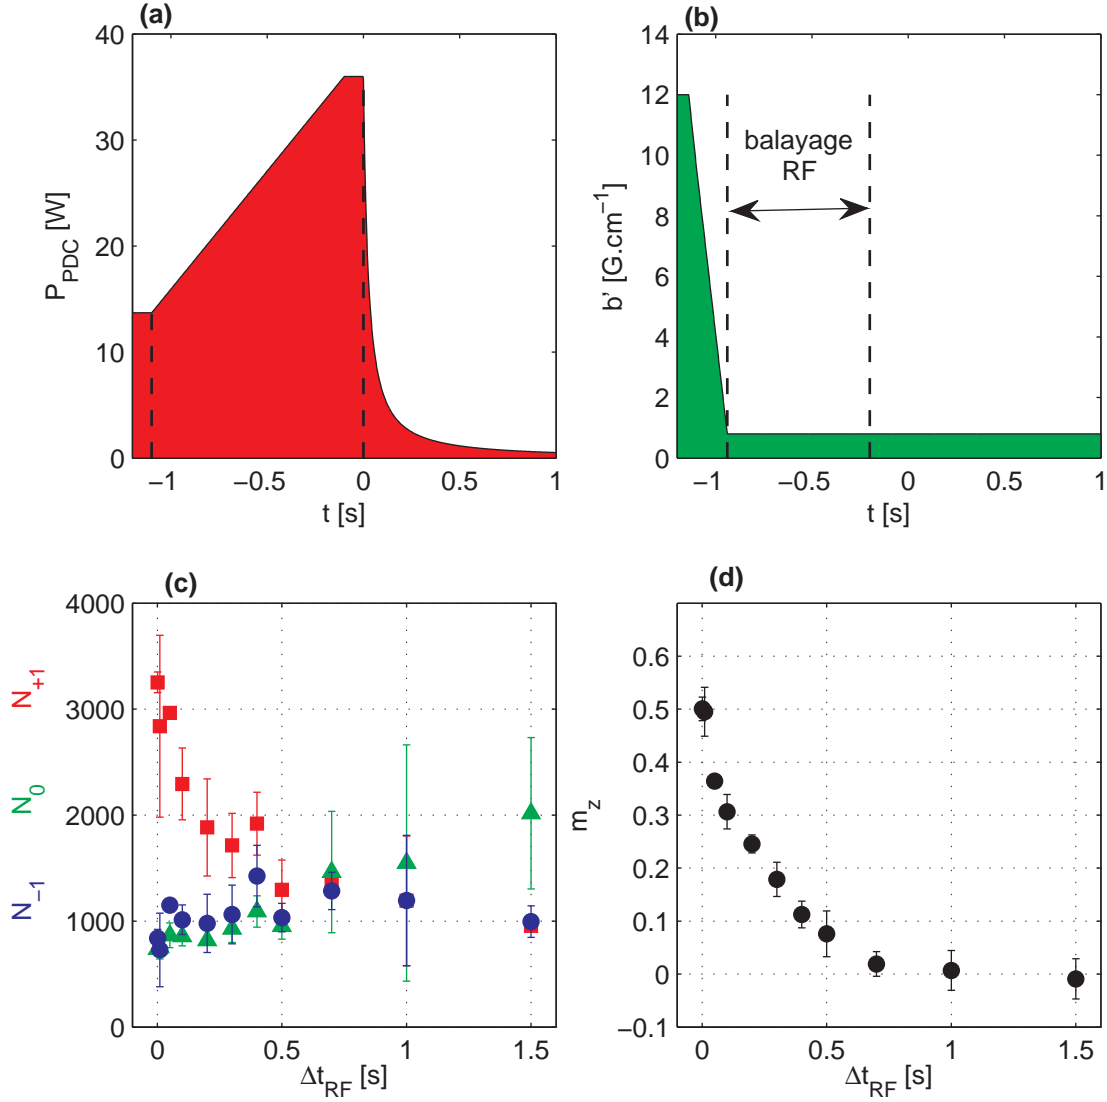 (a)
40
30
20
10
0
P_PDC [W]
−1
−0.5
0
0.5
1
t [s]
(b)
14
12
10
8
6
4
2
0
b’ [G.cm⁻¹]
balayage
RF
−1
−0.5
0
0.5
1
t [s]
(c)
4000
3000
2000
1000
0
N₊₁
N₀
N₋₁
0
0.5
1
1.5
Δt_RF [s]
(d)
0.6
0.5
0.4
0.3
0.2
0.1
0
−0.1
m_z
0
0.5
1
1.5
Δt_RF [s]